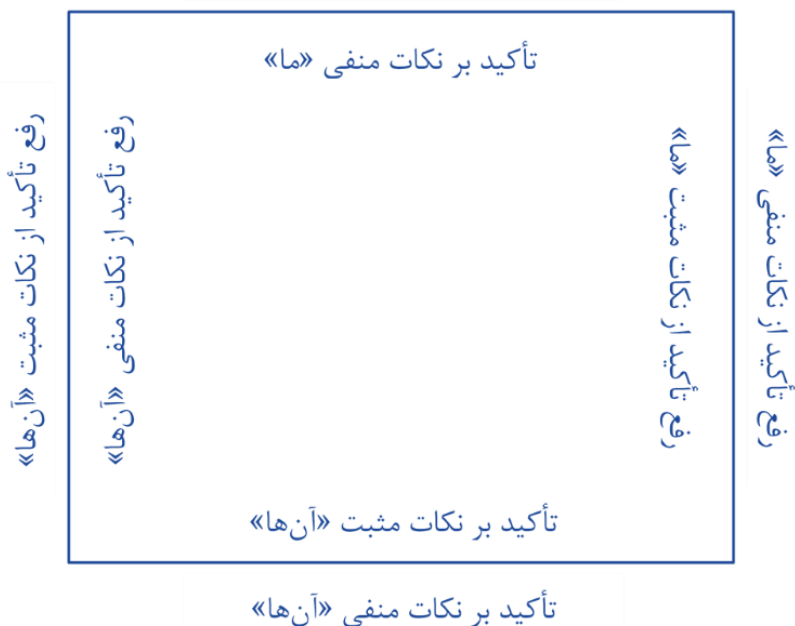 تأکید بر نکات منفی «ما»
رفع تأکید از نکات منفی «ما»
رفع تأکید از نکات مثبت «ما»
رفع تأکید از نکات منفی «آن‌ها»
رفع تأکید از نکات مثبت «آن‌ها»
تأکید بر نکات مثبت «آن‌ها»
تأکید بر نکات منفی «آن‌ها»